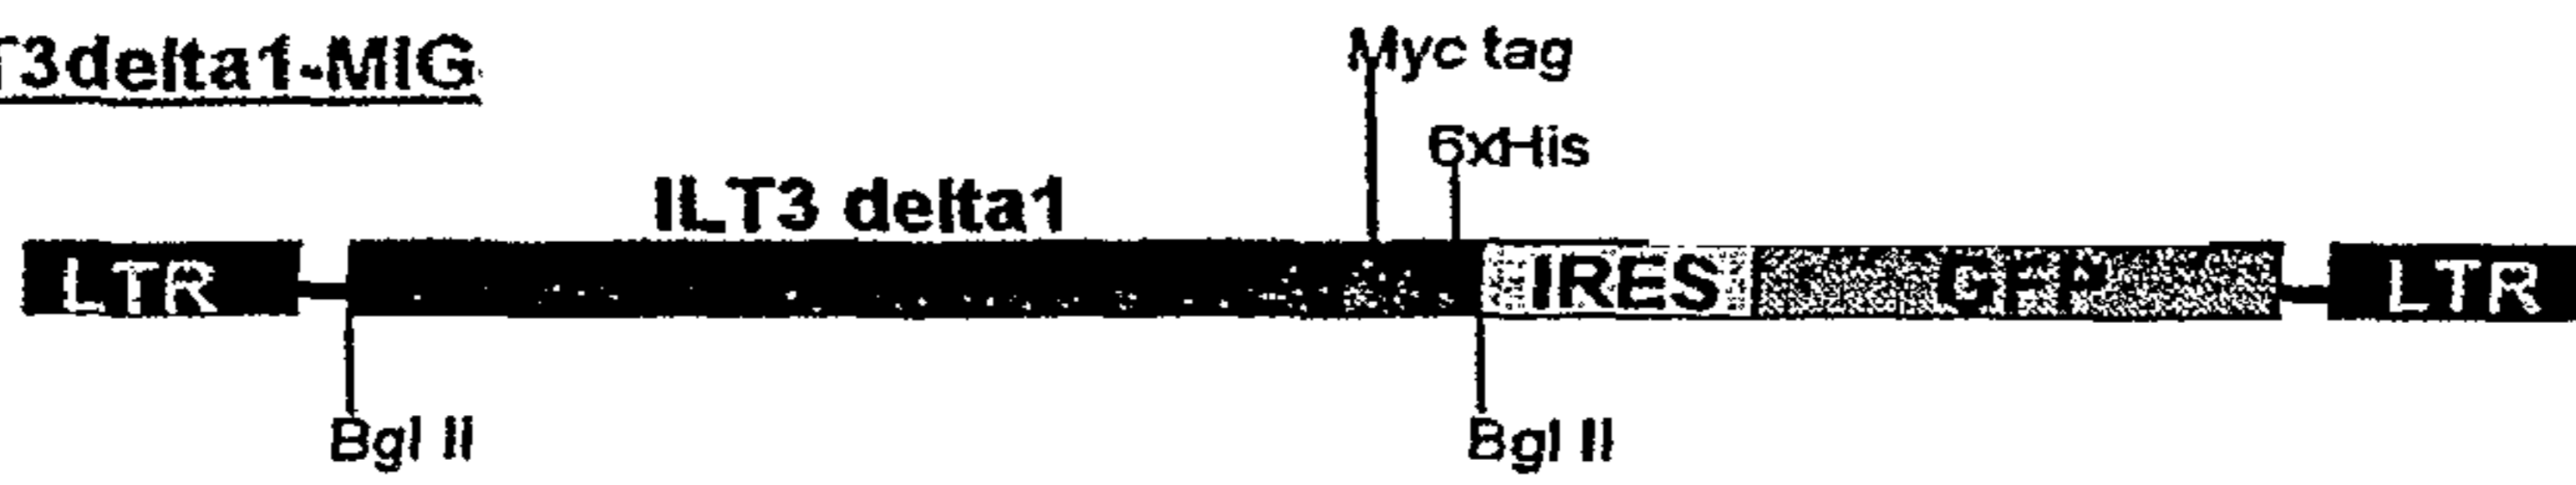 T3delta1-MIG
Myc tag
6xHis
ILT3 delta1
LTR IRES GFP LTR
Bgl II Bgl II